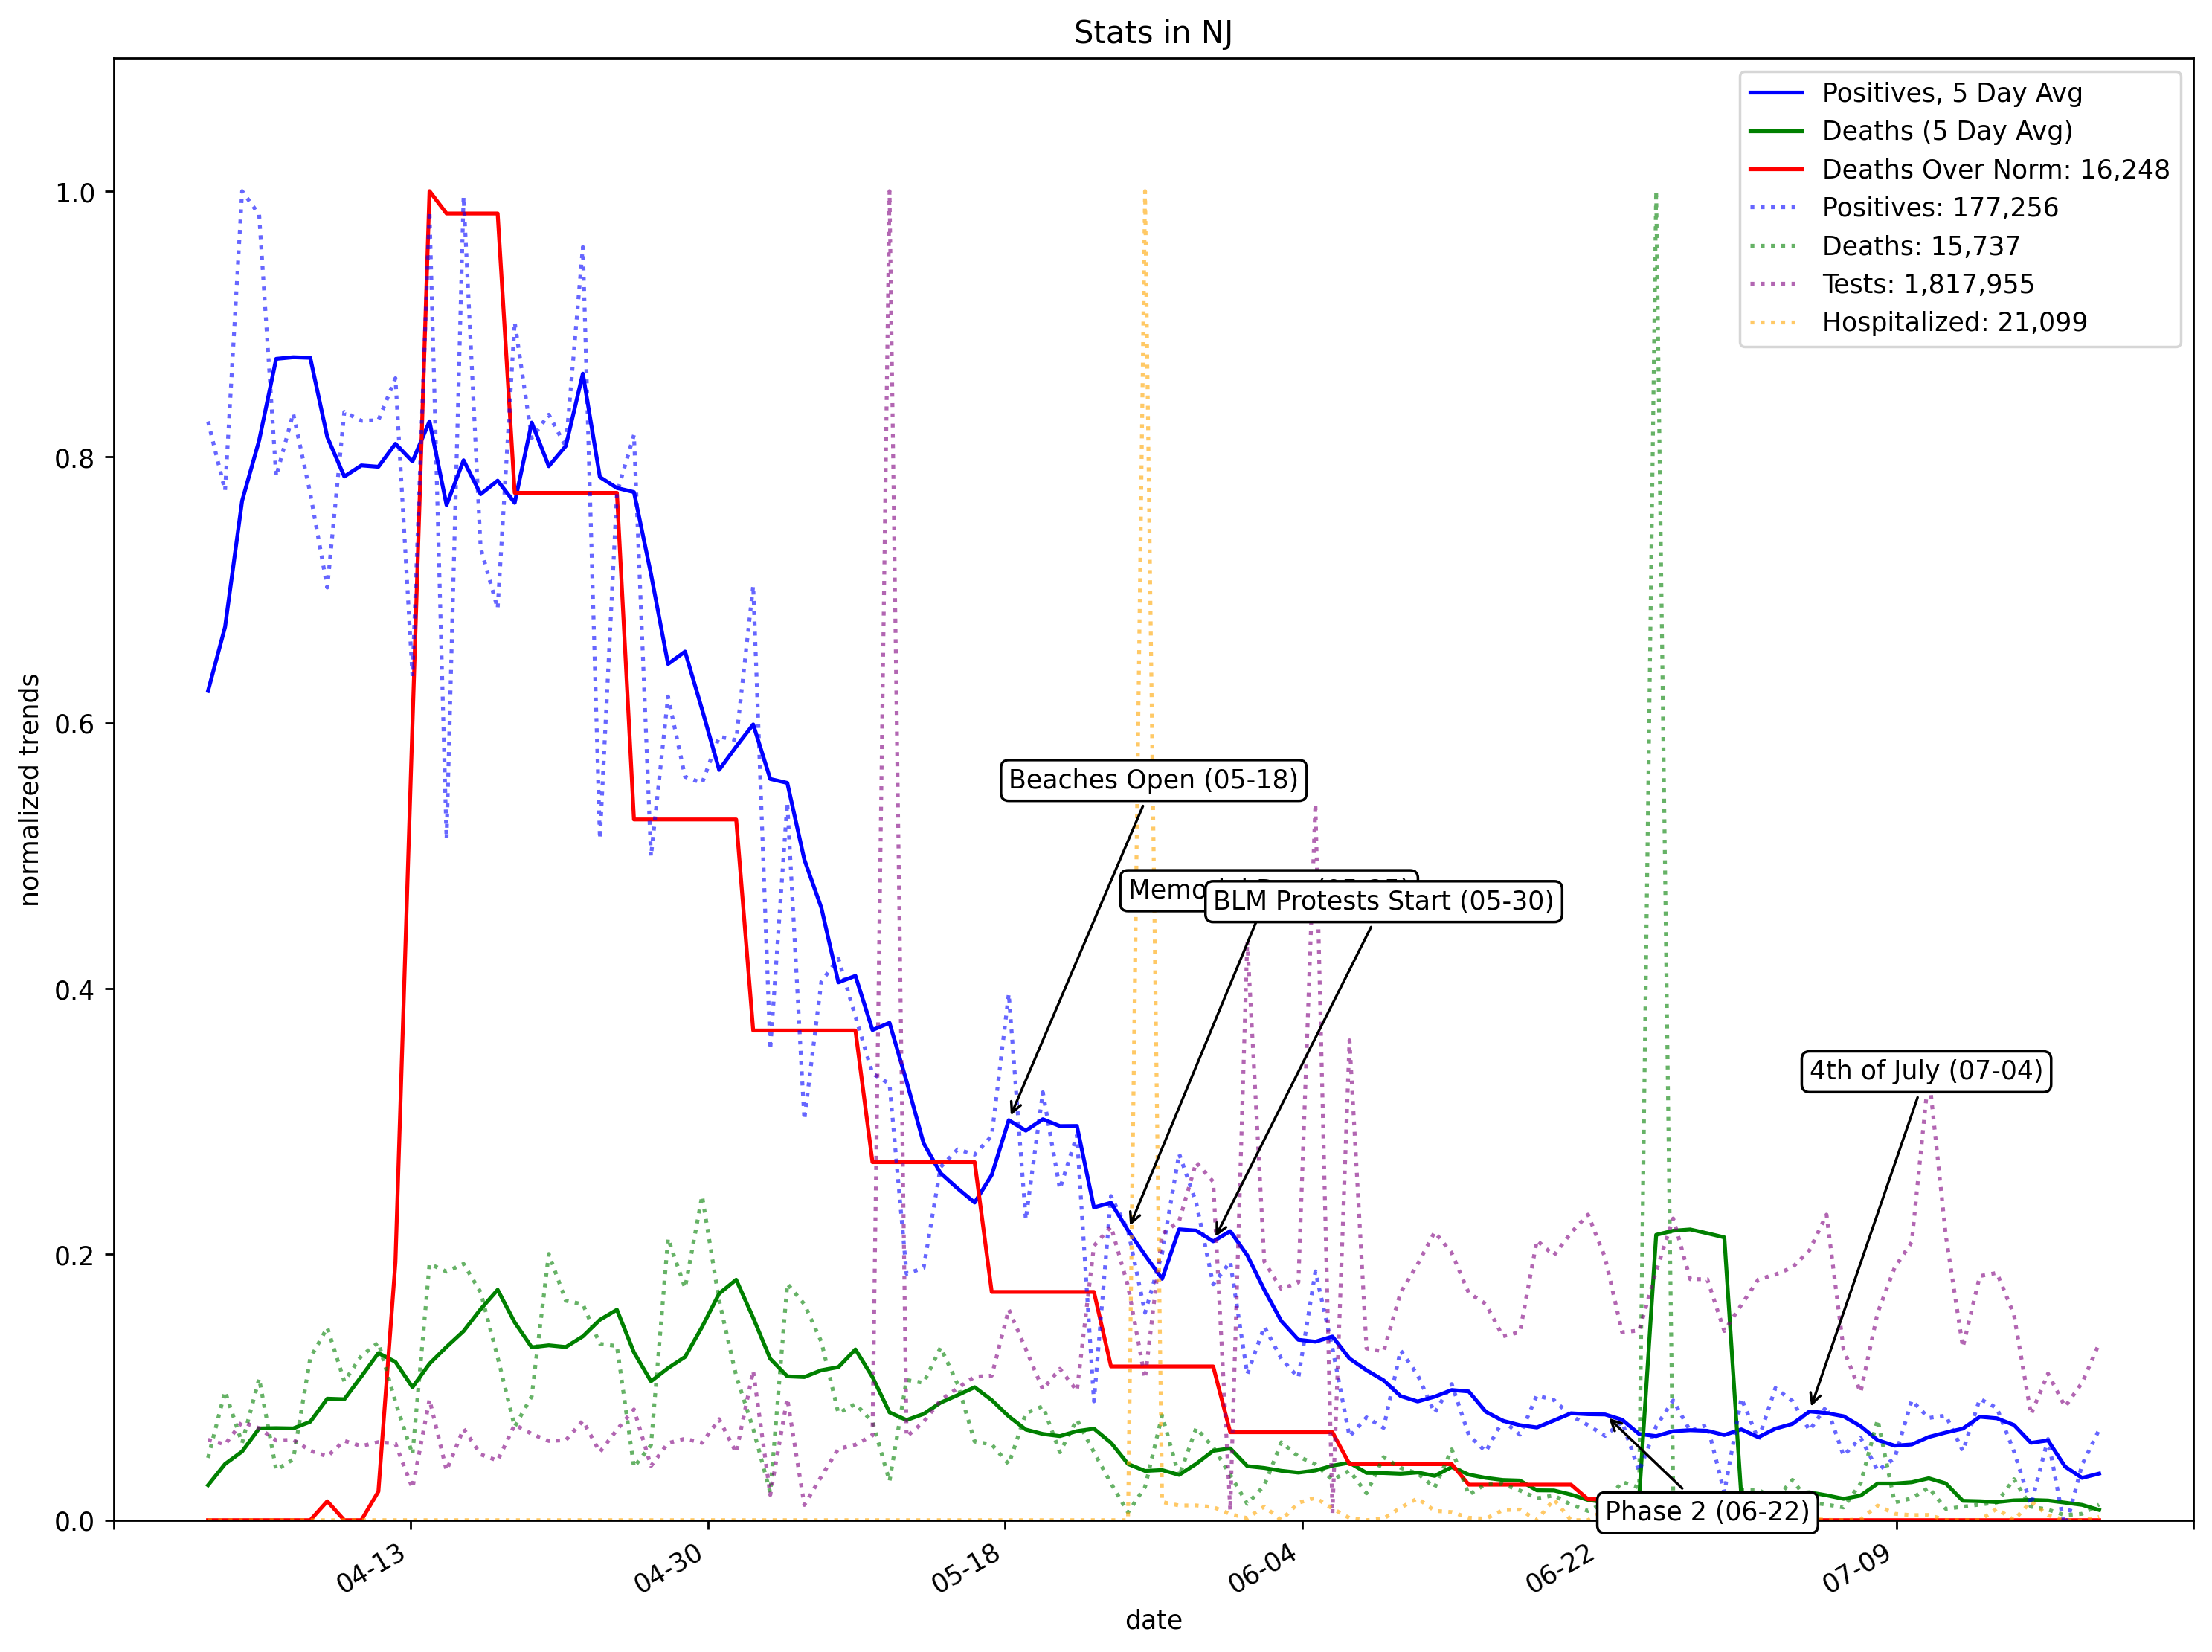 Stats in NJ
Positives, 5 Day Avg
Deaths (5 Day Avg)
Deaths Over Norm: 16,248
Positives: 177,256
Deaths: 15,737
Tests: 1,817,955
Hospitalized: 21,099
1.0
0.8
0.6
0.4
0.2
0.0
normalized trends
Beaches Open (05-18)
BLM Protests Start (05-30)
4th of July (07-04)
Phase 2 (06-22)
04-13
04-30
05-18
06-04
06-22
07-09
date